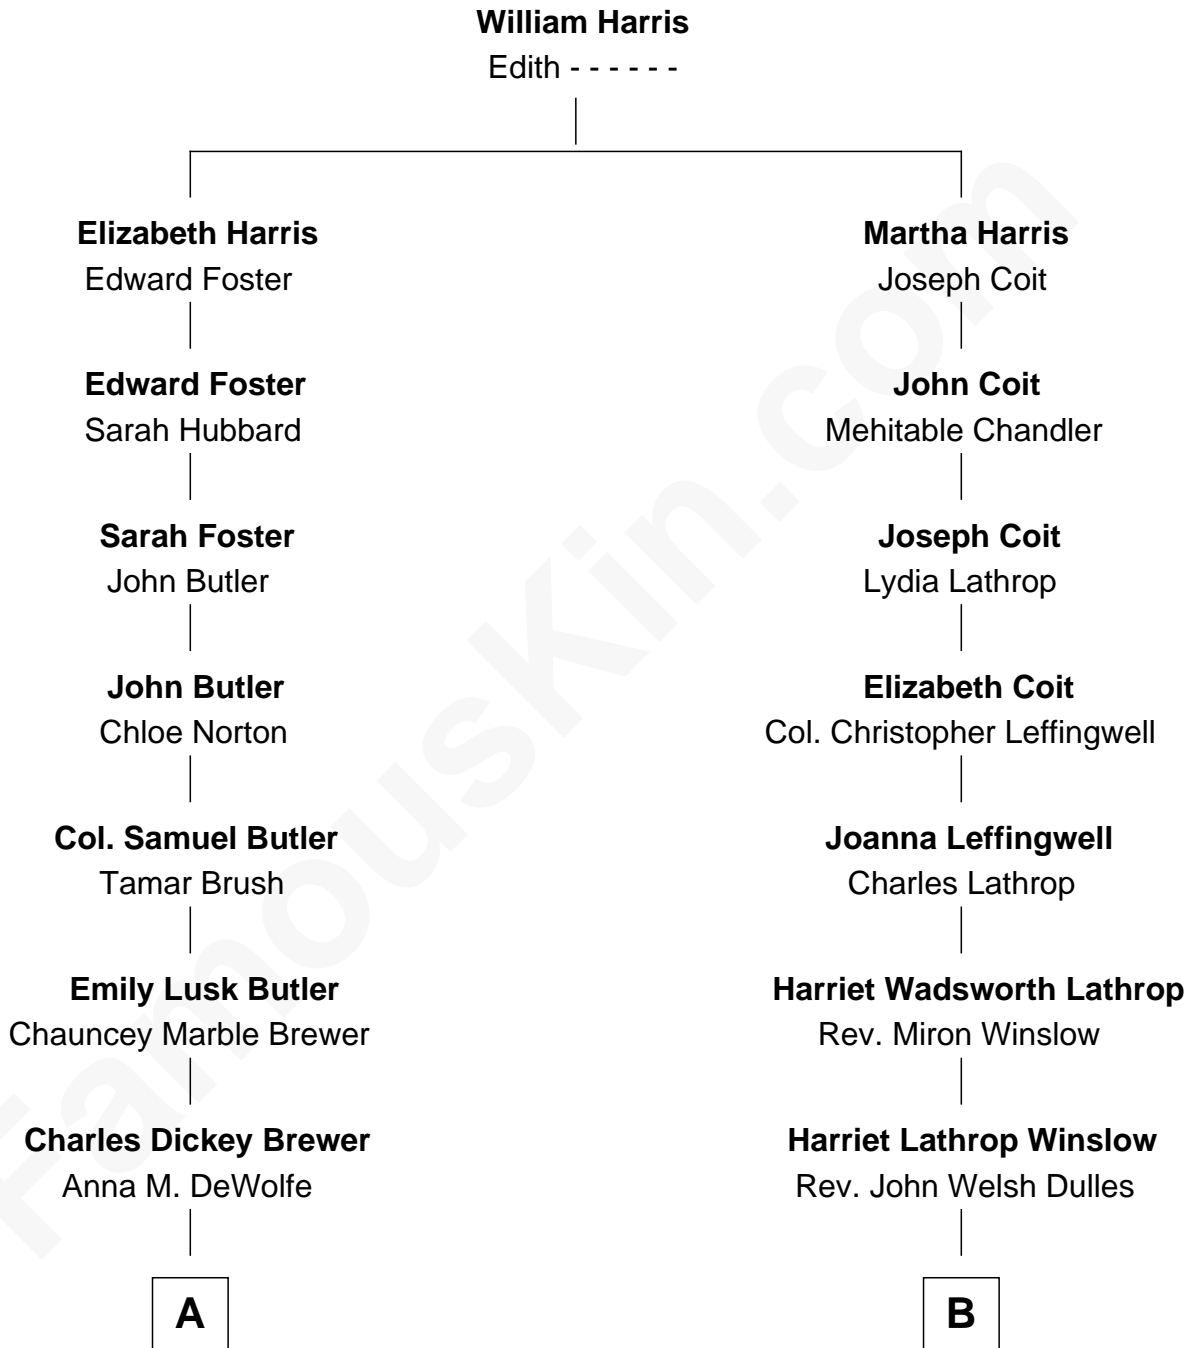 William Harris
Edith - - - - - -
Elizabeth Harris
Edward Foster
Martha Harris
Joseph Coit
Edward Foster
Sarah Hubbard
John Coit
Mehitable Chandler
Sarah Foster
John Butler
Joseph Coit
Lydia Lathrop
John Butler
Chloe Norton
Elizabeth Coit
Col. Christopher Leffingwell
Col. Samuel Butler
Tamar Brush
Joanna Leffingwell
Charles Lathrop
Emily Lusk Butler
Chauncey Marble Brewer
Harriet Wadsworth Lathrop
Rev. Miron Winslow
Charles Dickey Brewer
Anna M. DeWolfe
Harriet Lathrop Winslow
Rev. John Welsh Dulles
A
B
FamousKin.com